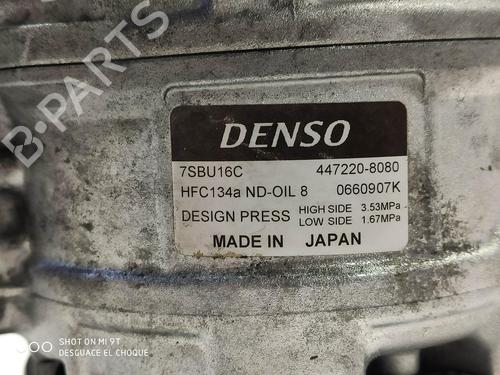 B-Parts
DENSO
7SBU16C 447220-8080
HFC134a ND-OIL 8 0660907K
DESIGN PRESS HIGH SIDE 3.53MPa
LOW SIDE 1.67MPa
MADE IN JAPAN
SHOT ON MI 9T
DESGUACE EL CHOQUE